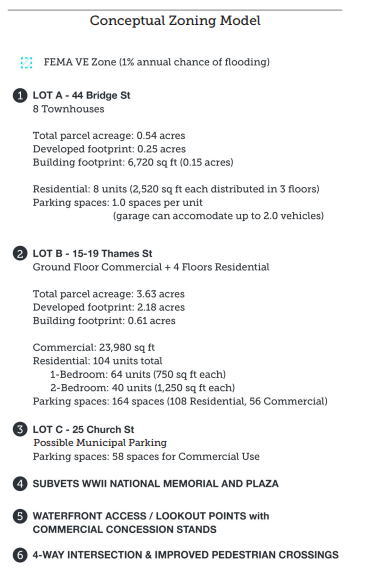 Conceptual Zoning Model
FEMA VE Zone (1% annual chance of flooding)
1 LOT A - 44 Bridge St
8 Townhouses
Total parcel acreage: 0.54 acres
Developed footprint: 0.25 acres
Building footprint: 6,720 sq ft (0.15 acres)
Residential: 8 units (2,520 sq ft each distributed in 3 floors)
Parking spaces: 1.0 spaces per unit
(garage can accomodate up to 2.0 vehicles)
2 LOT B - 15-19 Thames St
Ground Floor Commercial + 4 Floors Residential
Total parcel acreage: 3.63 acres
Developed footprint: 2.18 acres
Building footprint: 0.61 acres
Commercial: 23,980 sq ft
Residential: 104 units total
1-Bedroom: 64 units (750 sq ft each)
2-Bedroom: 40 units (1,250 sq ft each)
Parking spaces: 164 spaces (108 Residential, 56 Commercial)
3 LOT C - 25 Church St
Possible Municipal Parking
Parking spaces: 58 spaces for Commercial Use
4 SUBVETS WWII NATIONAL MEMORIAL AND PLAZA
5 WATERFRONT ACCESS / LOOKOUT POINTS with
COMMERCIAL CONCESSION STANDS
6 4-WAY INTERSECTION & IMPROVED PEDESTRIAN CROSSINGS